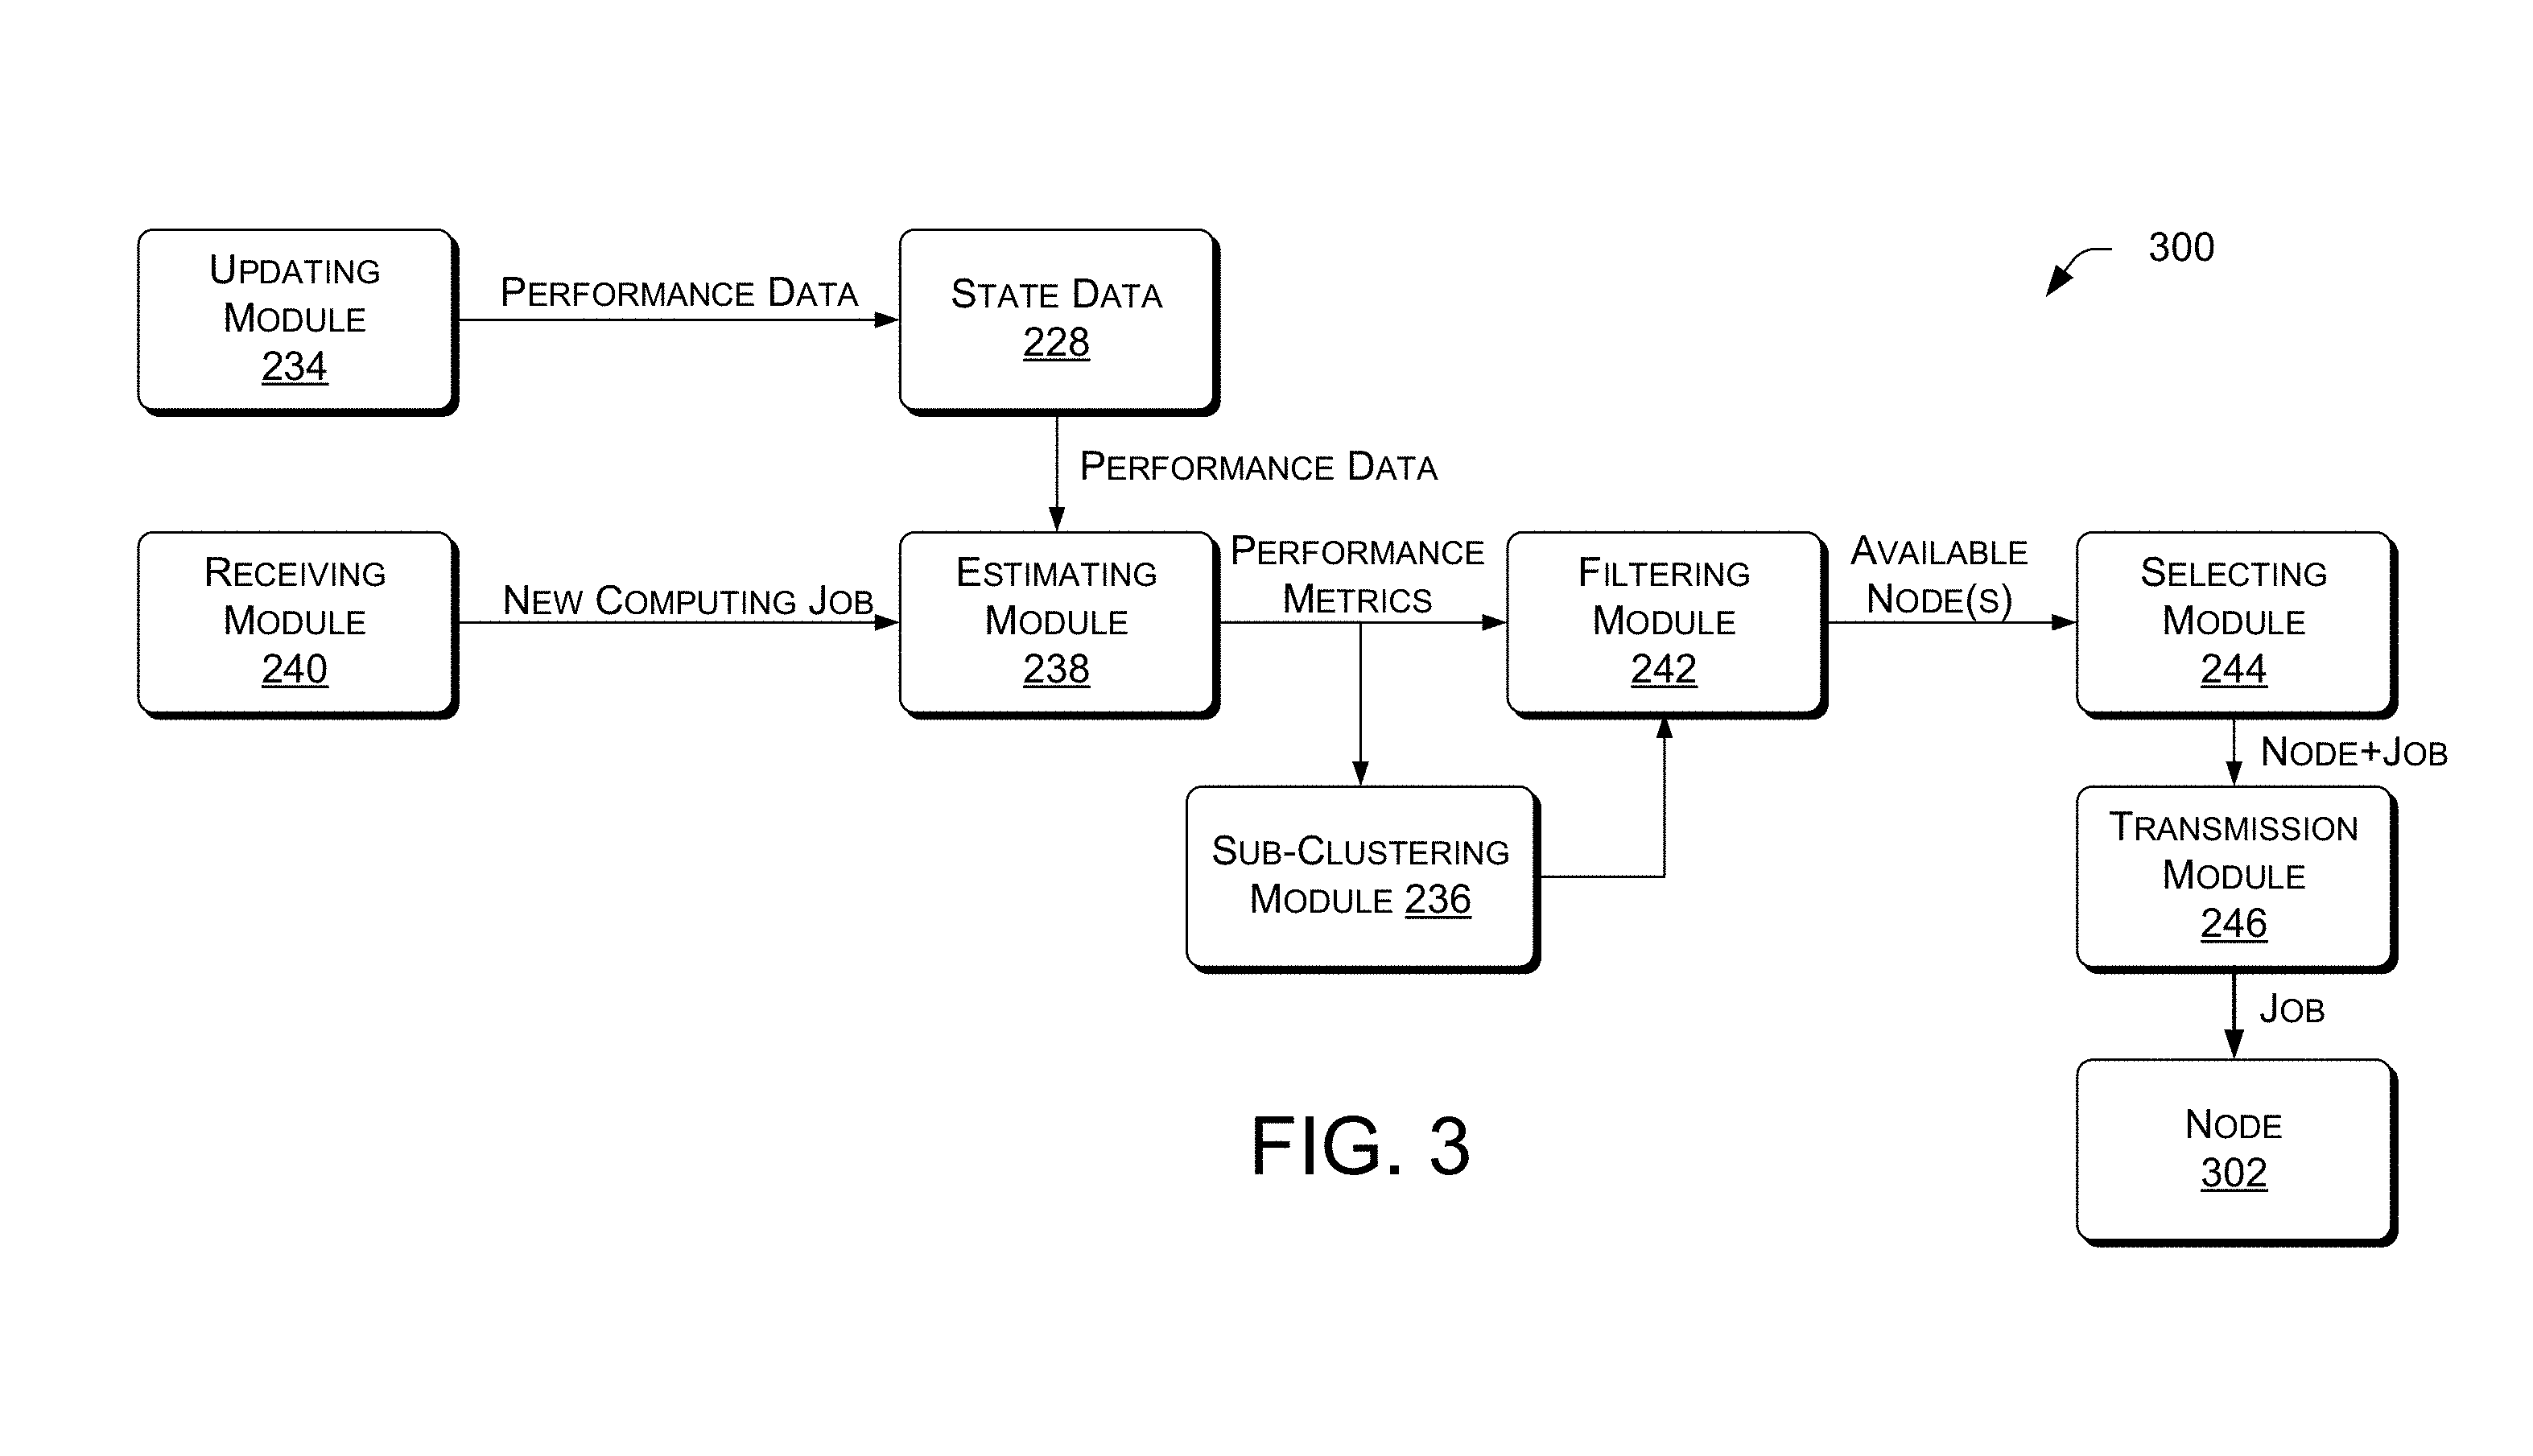 300
UPDATING
MODULE
234
PERFORMANCE DATA
STATE DATA
228
PERFORMANCE DATA
RECEIVING
MODULE
240
NEW COMPUTING JOB
ESTIMATING
MODULE
238
PERFORMANCE
METRICS
FILTERING
MODULE
242
AVAILABLE
NODE(S)
SELECTING
MODULE
244
SUB-CLUSTERING
MODULE 236
NODE+JOB
TRANSMISSION
MODULE
246
JOB
NODE
302
FIG. 3